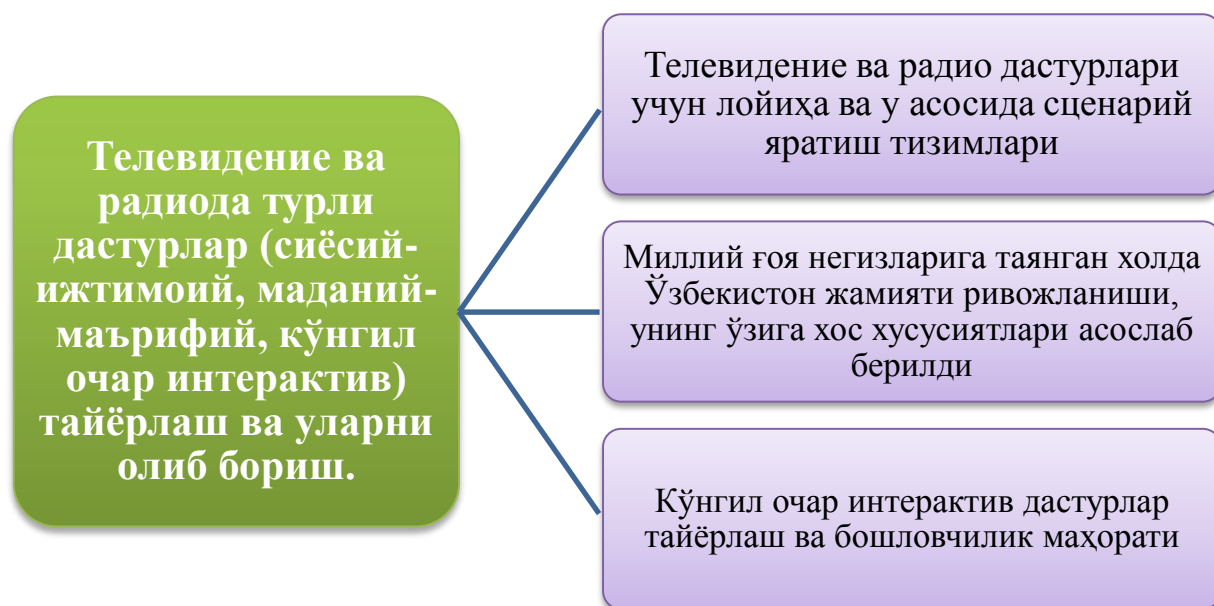 Телевидение ва
радиода турли
дастурлар (сиёсий-
ижтимоий, маданий-
маърифий, кўнгил
очар интерактив)
тайёрлаш ва уларни
олиб бориш.
Телевидение ва радио дастурлари
учун лойиҳа ва у асосида сценарий
яратиш тизимлари
Миллий ғоя негизларига таянган холда
Ўзбекистон жамияти ривожланиши,
унинг ўзига хос хусусиятлари асослаб
берилди
Кўнгил очар интерактив дастурлар
тайёрлаш ва бошловчилик маҳорати